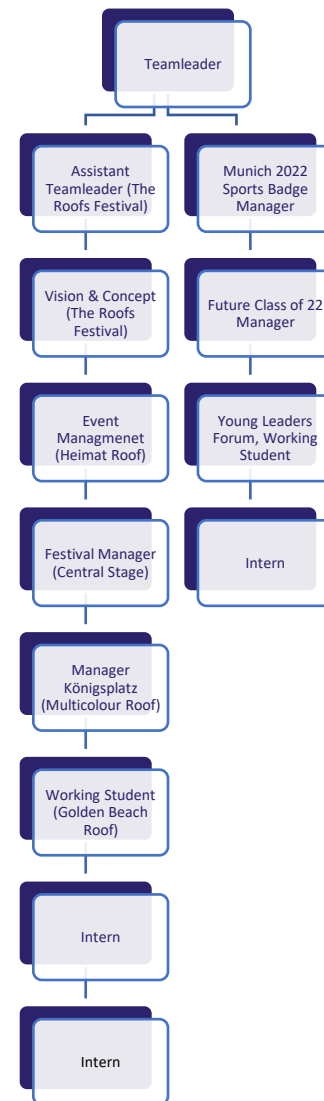 Teamleader
Assistant
Teamleader (The
Roofs Festival)
Vision & Concept
(The Roofs
Festival)
Event
Managmenet
(Heimat Roof)
Festival Manager
(Central Stage)
Manager
Königsplatz
(Multicolour Roof)
Working Student
(Golden Beach
Roof)
Intern
Intern
Munich 2022
Sports Badge
Manager
Future Class of 22
Manager
Young Leaders
Forum, Working
Student
Intern